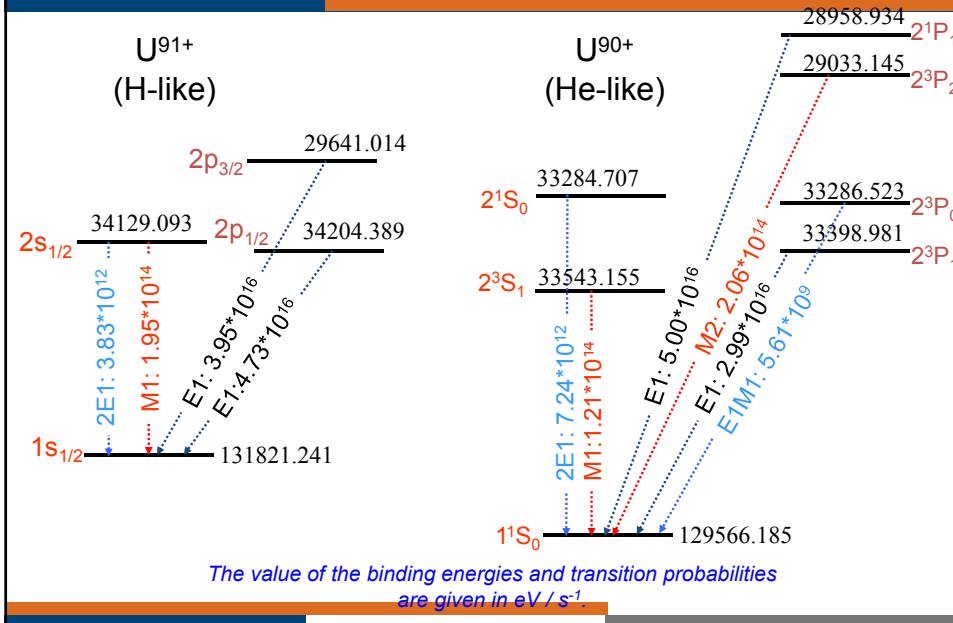 U⁹¹⁺
(H-like)
29641.014
2p₃/₂
34129.093
2s₁/₂
2p₁/₂
34204.389
2E1: 3.83*10¹²
M1: 1.95*10¹⁴
E1: 3.95*10¹⁶
E1:4.73*10¹⁶
1s₁/₂
131821.241
U⁹⁰⁺
(He-like)
28958.934
2¹P₁
29033.145
2³P₂
33284.707
2¹S₀
33286.523
2³P₀
33398.981
2³P₁
33543.155
2³S₁
2E1: 7.24*10¹²
M1:1.21*10¹⁴
E1: 5.00*10¹⁶
M2: 2.06*10¹⁴
E1: 2.99*10¹⁶
E1M1: 5.61*10⁹
1¹S₀
129566.185
The value of the binding energies and transition probabilities
are given in eV / s⁻¹.